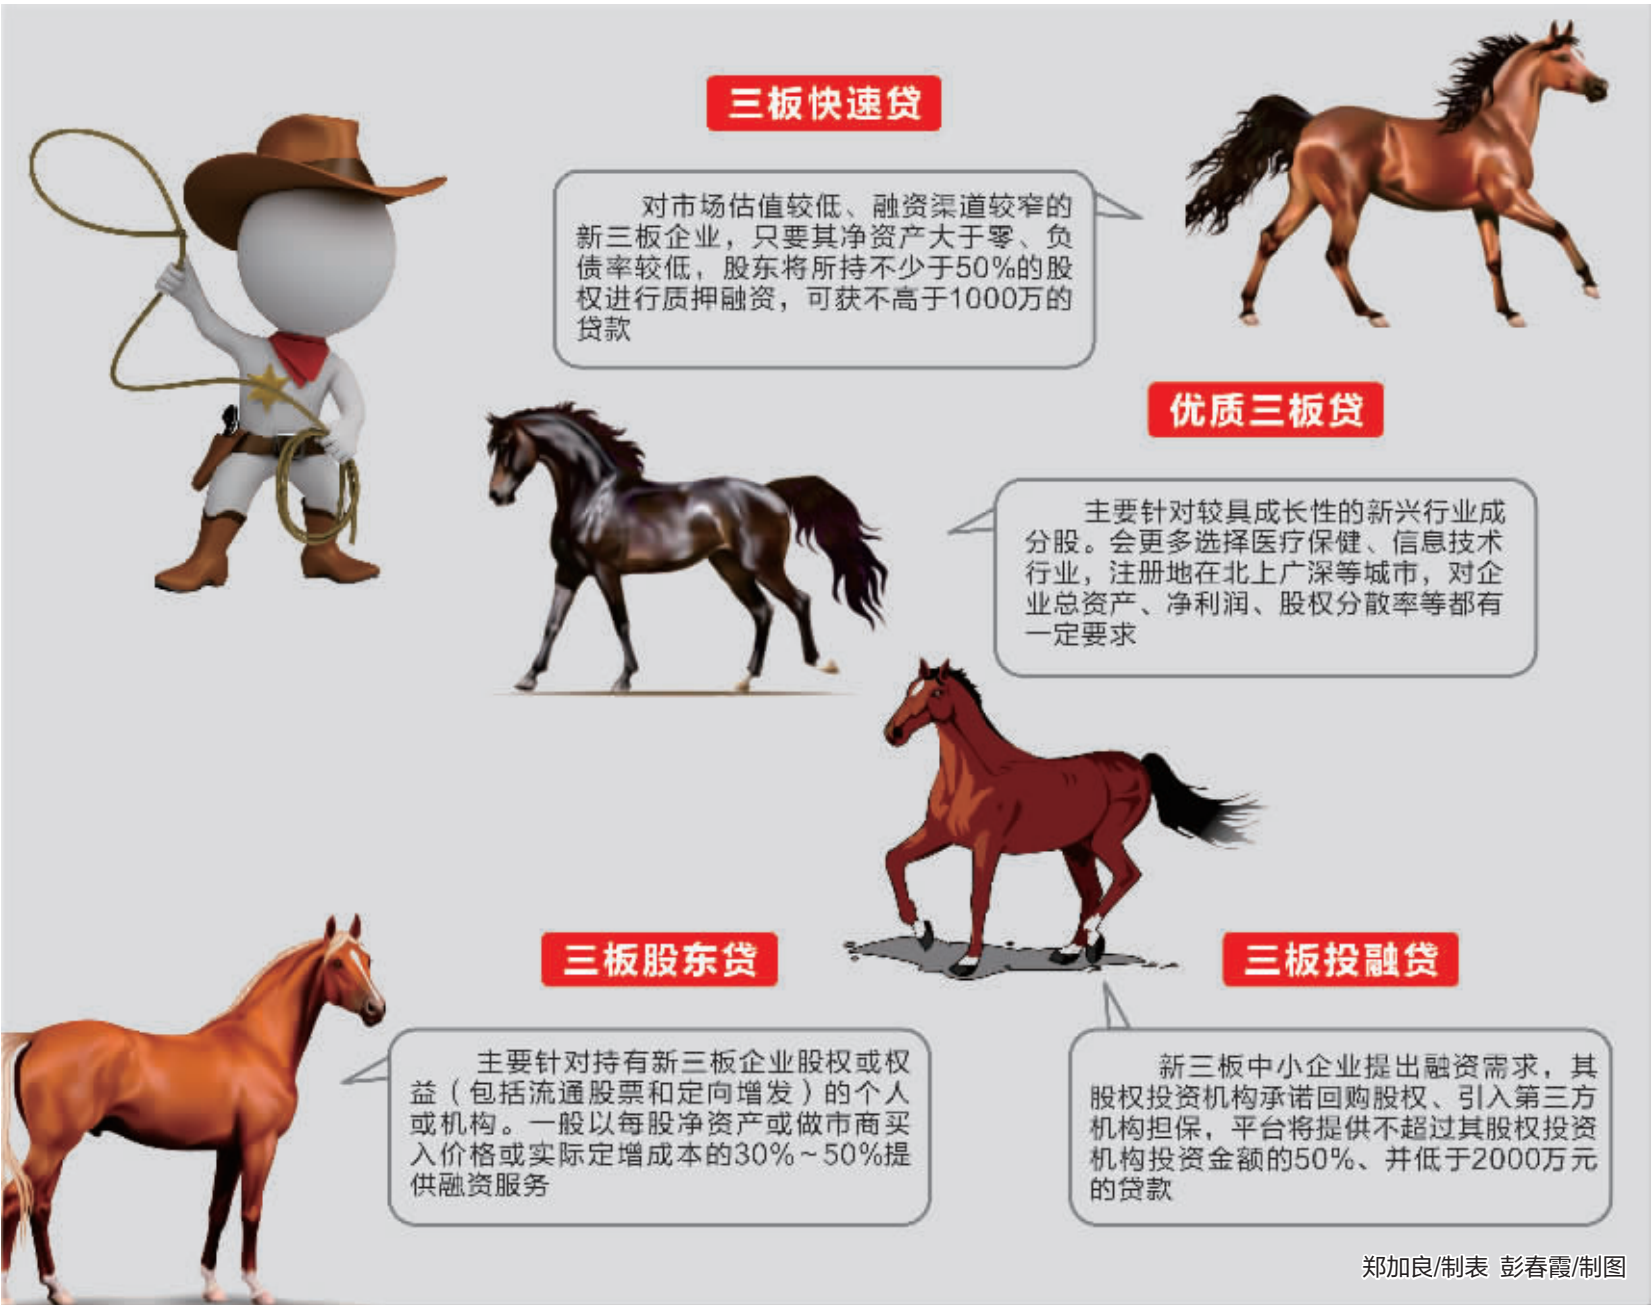 三板快速贷
对市场估值较低、融资渠道较窄的
新三板企业，只要其净资产大于零、负
债率较低，股东将所持不少于50%的股
权进行质押融资，可获不高于1000万的
贷款
优质三板贷
主要针对较具成长性的新兴行业成
分股。会更多选择医疗保健、信息技术
行业，注册地在北上广深等城市，对企
业总资产、净利润、股权分散率等都有
一定要求
三板股东贷
主要针对持有新三板企业股权或权
益（包括流通股票和定向增发）的个人
或机构。一般以每股净资产或做市商买
入价格或实际定增成本的30%~50%提
供融资服务
三板投融贷
新三板中小企业提出融资需求，其
股权投资机构承诺回购股权、引入第三方
机构担保，平台将提供不超过其股权投资
机构投资金额的50%、并低于2000万元
的贷款
郑加良/制表 彭春霞/制图